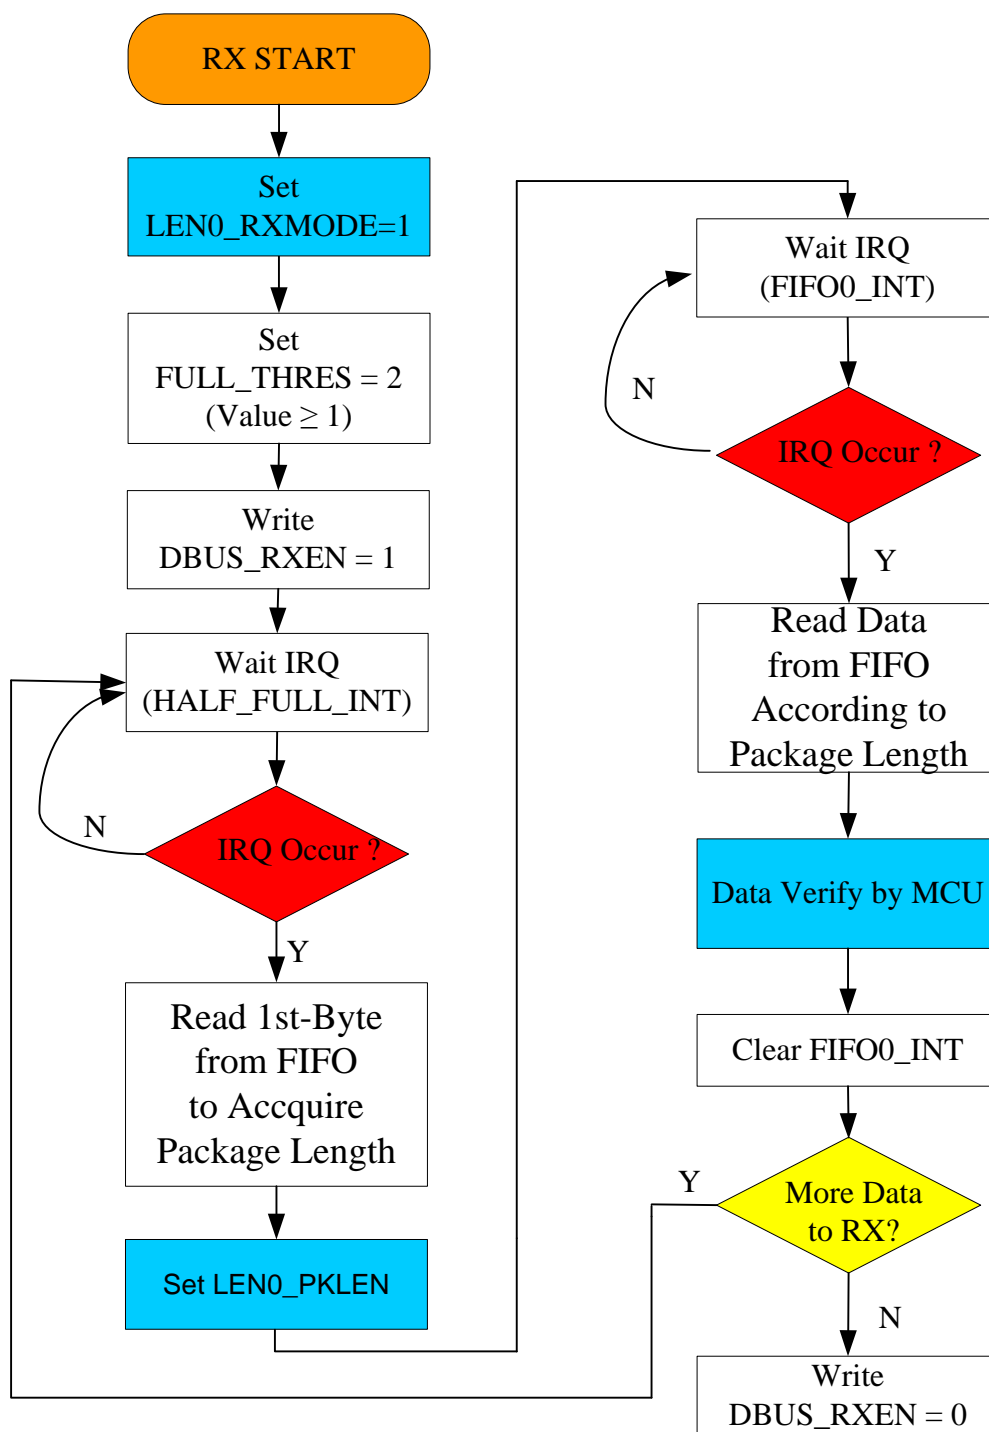 RX START
Set
LEN0_RXMODE=1
Set
FULL_THRES = 2
(Value ≥ 1)
Write
DBUS_RXEN = 1
Wait IRQ
(HALF_FULL_INT)
N
IRQ Occur ?
Y
Read 1st-Byte
from FIFO
to Accquire
Package Length
Set LEN0_PKLEN
Wait IRQ
(FIFO0_INT)
N
IRQ Occur ?
Y
Read Data
from FIFO
According to
Package Length
Data Verify by MCU
Clear FIFO0_INT
Y
More Data
to RX?
N
Write
DBUS_RXEN = 0